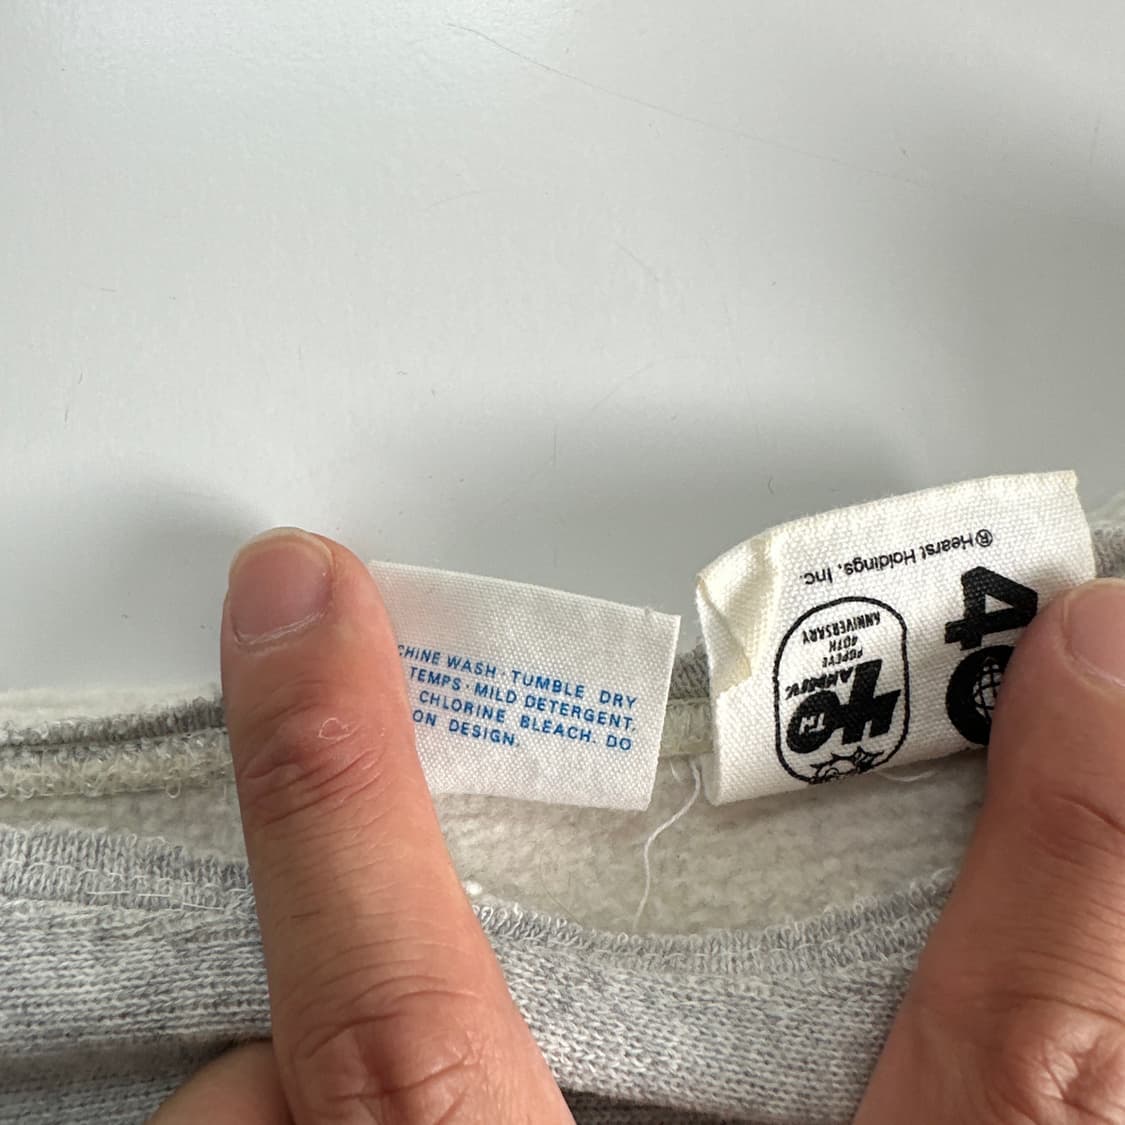 CHINE WASH · TUMBLE DRY
TEMPS · MILD DETERGENT,
CHLORINE BLEACH. DO
ON DESIGN.
®Hearst Holdings, Inc.
40
40
TH
ANNIV.
POPEYE
40TH
ANNIVERSARY